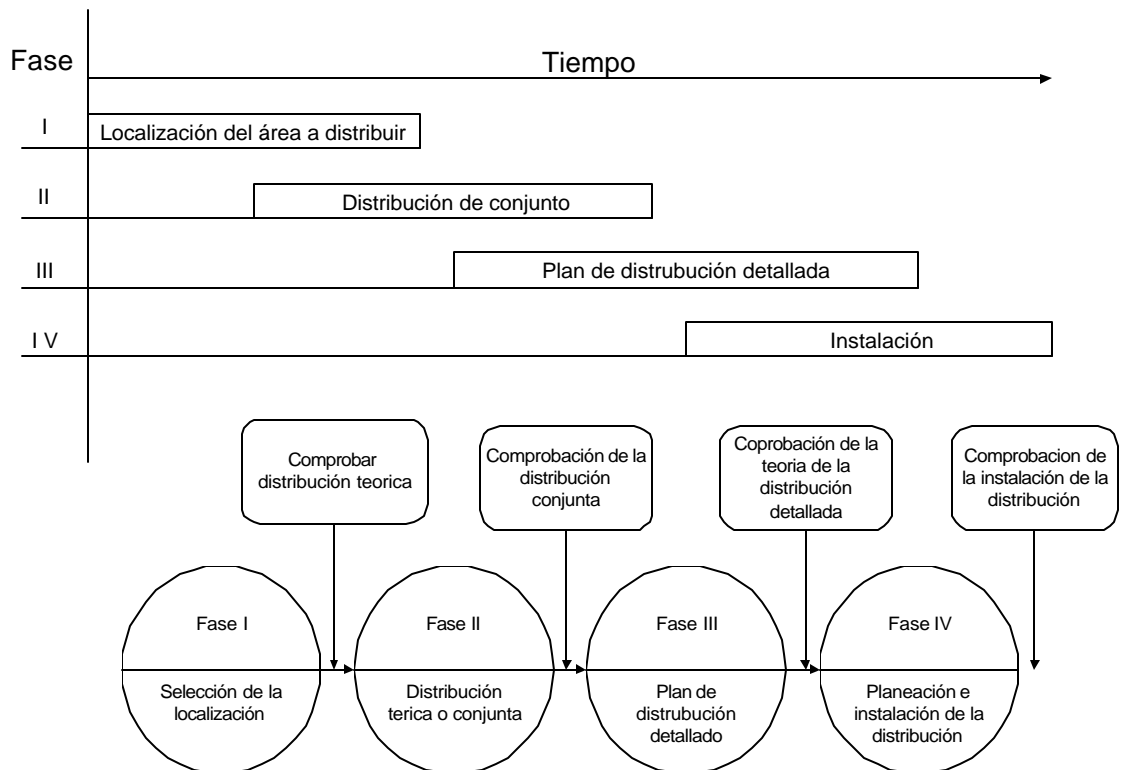 Fase
Tiempo
I
Localización del área a distribuir
II
Distribución de conjunto
III
Plan de distrubución detallada
I V
Instalación
Comprobar
distribución teorica
Comprobación de la
distribución
conjunta
Coprobación de la
teoria de la
distribución
detallada
Comprobacion de
la instalación de la
distribución
Fase I
Selección de la
localización
Fase II
Distribución
terica o conjunta
Fase III
Plan de
distrubución
detallado
Fase IV
Planeación e
instalación de la
distribución